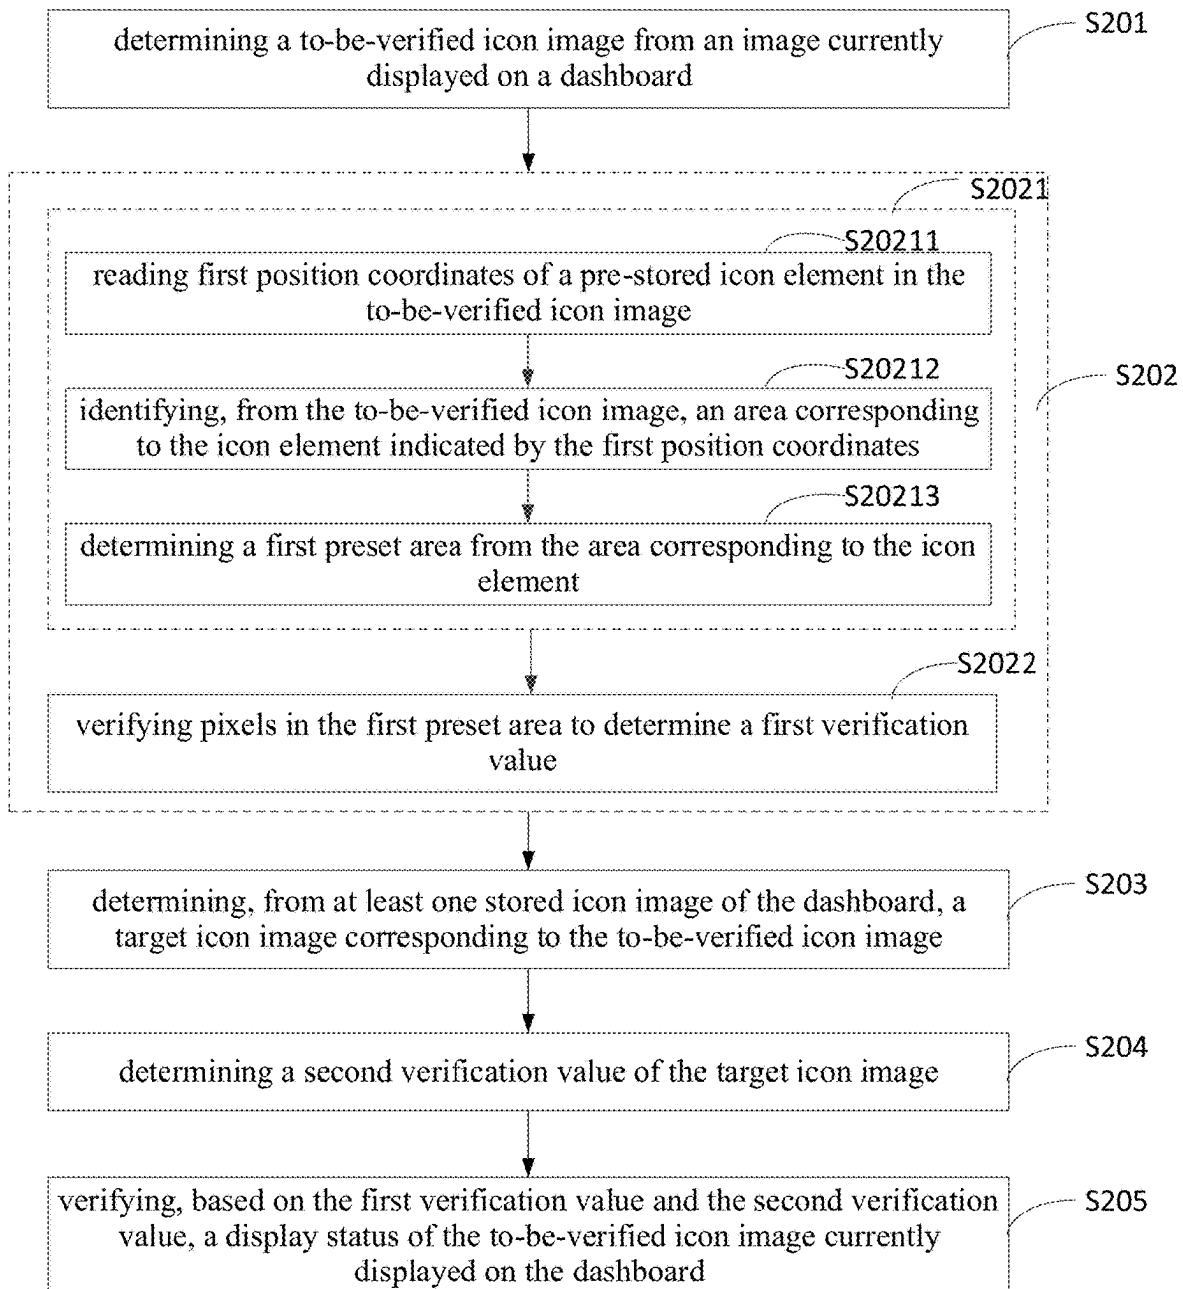 determining a to-be-verified icon image from an image currently
displayed on a dashboard
S201
S2021
S20211
reading first position coordinates of a pre-stored icon element in the
to-be-verified icon image
S20212
identifying, from the to-be-verified icon image, an area corresponding
to the icon element indicated by the first position coordinates
S202
S20213
determining a first preset area from the area corresponding to the icon
element
S2022
verifying pixels in the first preset area to determine a first verification
value
determining, from at least one stored icon image of the dashboard, a
target icon image corresponding to the to-be-verified icon image
S203
determining a second verification value of the target icon image
S204
verifying, based on the first verification value and the second verification
value, a display status of the to-be-verified icon image currently
displayed on the dashboard
S205